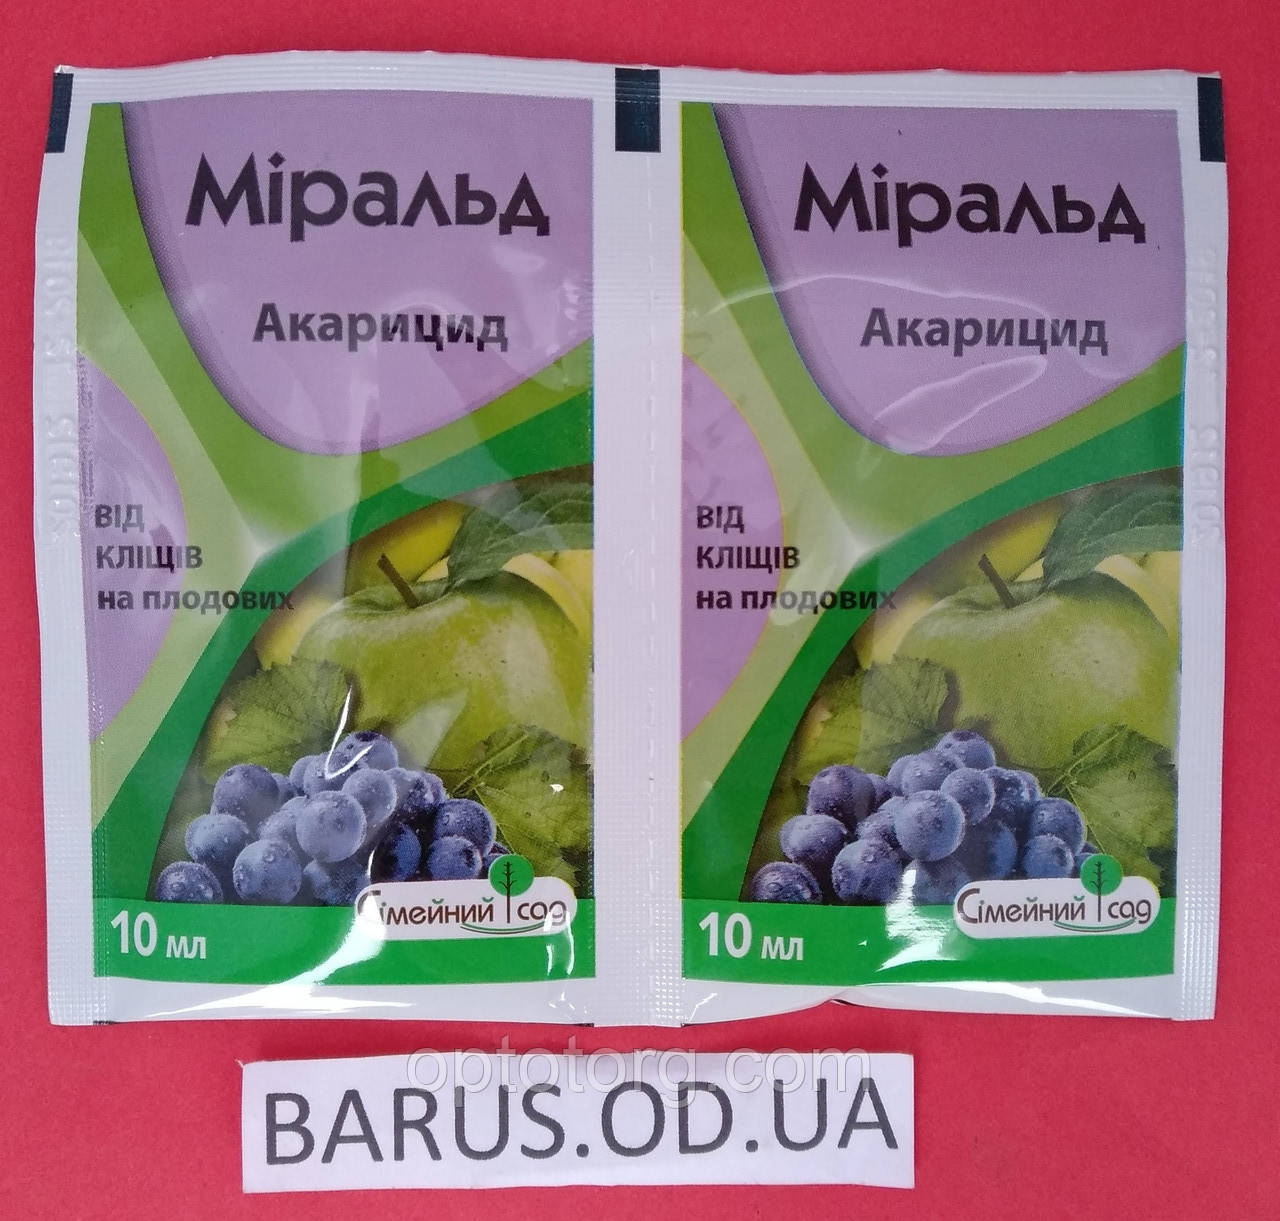 Міральд
Акарицид
ВІД
КЛІЩІВ
на плодових
Сімейний сад
10 мл
Міральд
Акарицид
ВІД
КЛІЩІВ
на плодових
Сімейний сад
10 мл
optotorg.com
BARUS.OD.UA